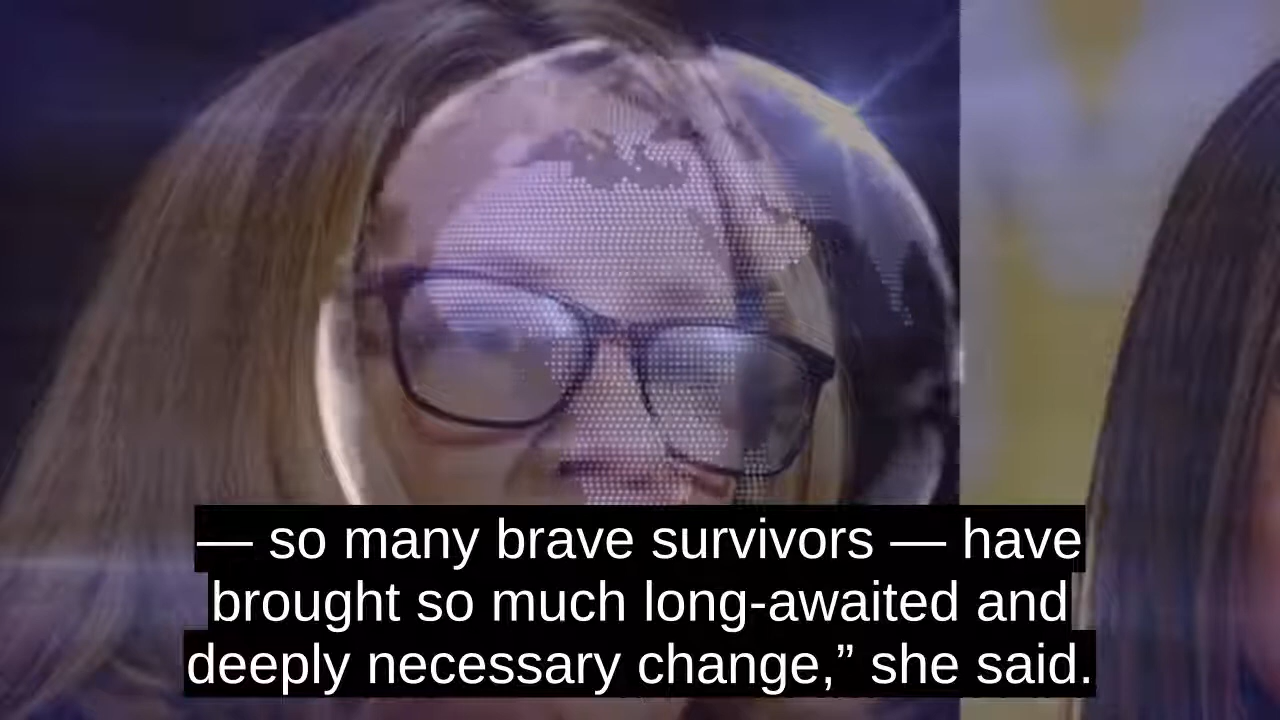 — so many brave survivors — have
brought so much long-awaited and
deeply necessary change,” she said.